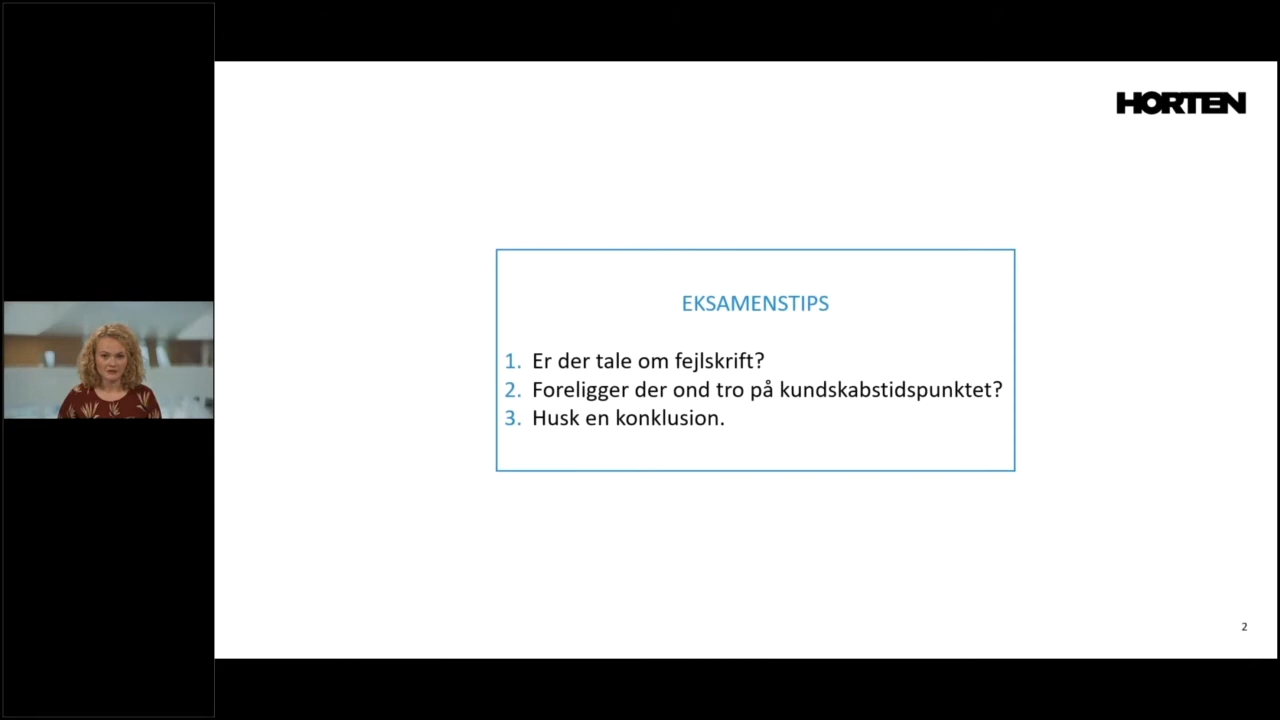 HORTEN
EKSAMENSTIPS
1. Er der tale om fejlskrift?
2. Foreligger der ond tro på kundskabstidspunktet?
3. Husk en konklusion.
2